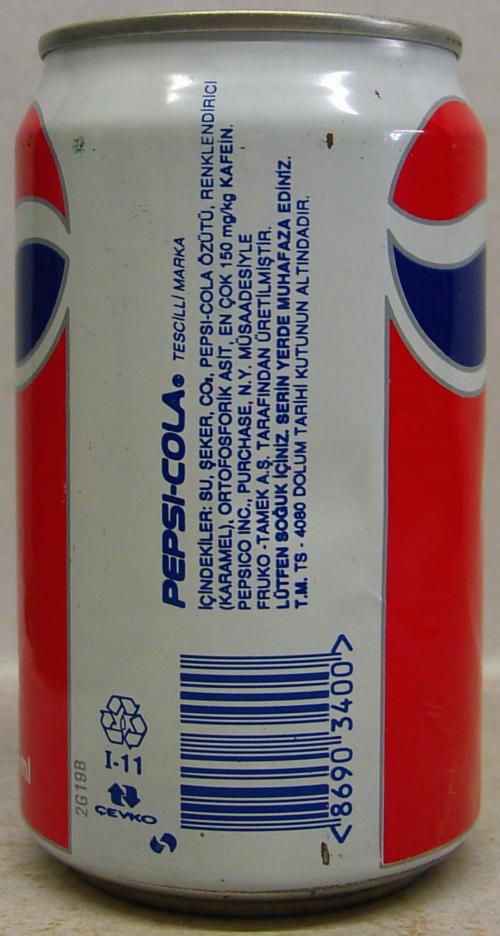 PEPSI-COLA® TESCİLLİ MARKA
İÇİNDEKİLER: SU, ŞEKER, CO₂, PEPSI-COLA ÖZÜTÜ, RENKLENDİRİCİ
(KARAMEL), ORTOFOSFORİK ASİT, EN ÇOK 150 mg/kg KAFEİN.
PEPSICO INC., PURCHASE, N.Y. MÜSAADESİYLE
FRUKO-TAMEK A.Ş. TARAFINDAN ÜRETİLMİŞTİR.
LÜTFEN SOĞUK İÇİNİZ. SERİN YERDE MUHAFAZA EDİNİZ.
T.M. TS - 4080 DOLUM TARİHİ KUTUNUN ALTINDADIR.
<8690 3400>
I-11
ÇEVKO
2G19B
ml